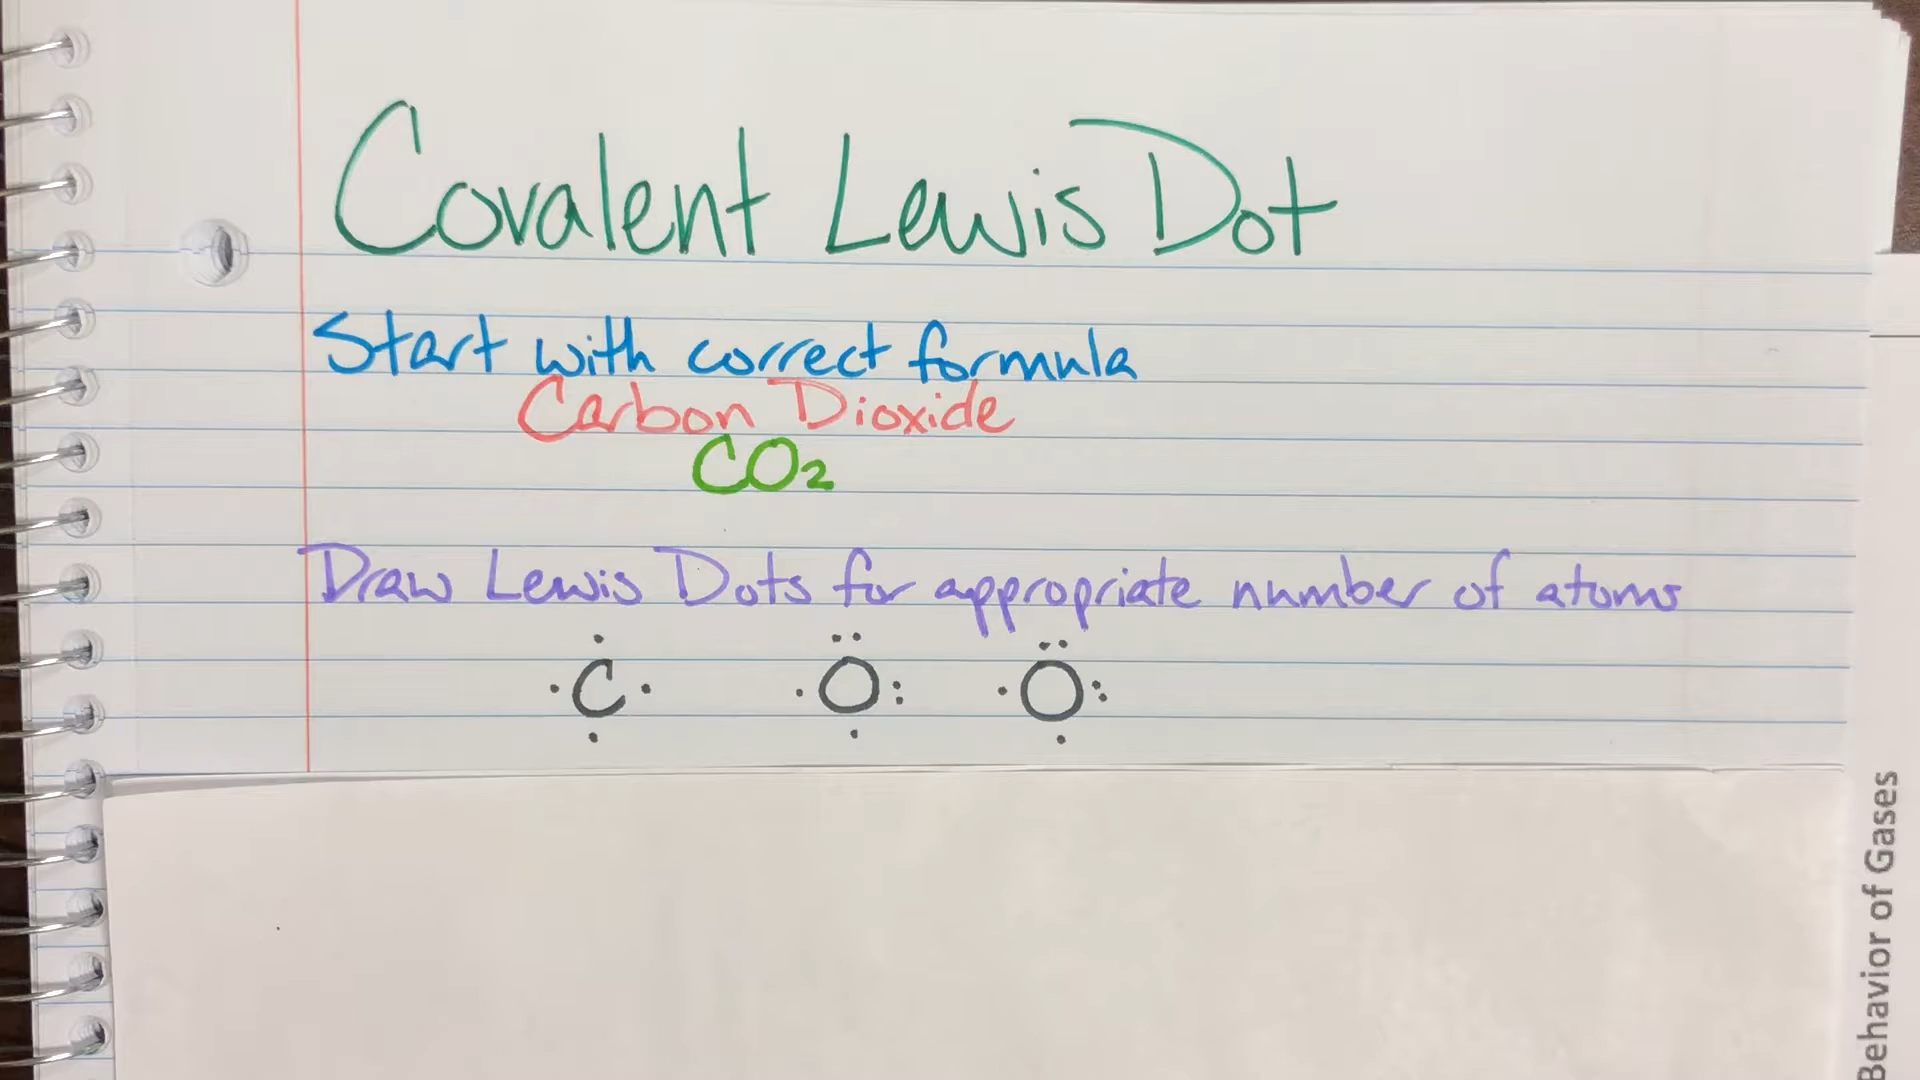 Covalent Lewis Dot
Start with correct formula
Carbon Dioxide
CO₂
Draw Lewis Dots for appropriate number of atoms
C O O
Behavior of Gases